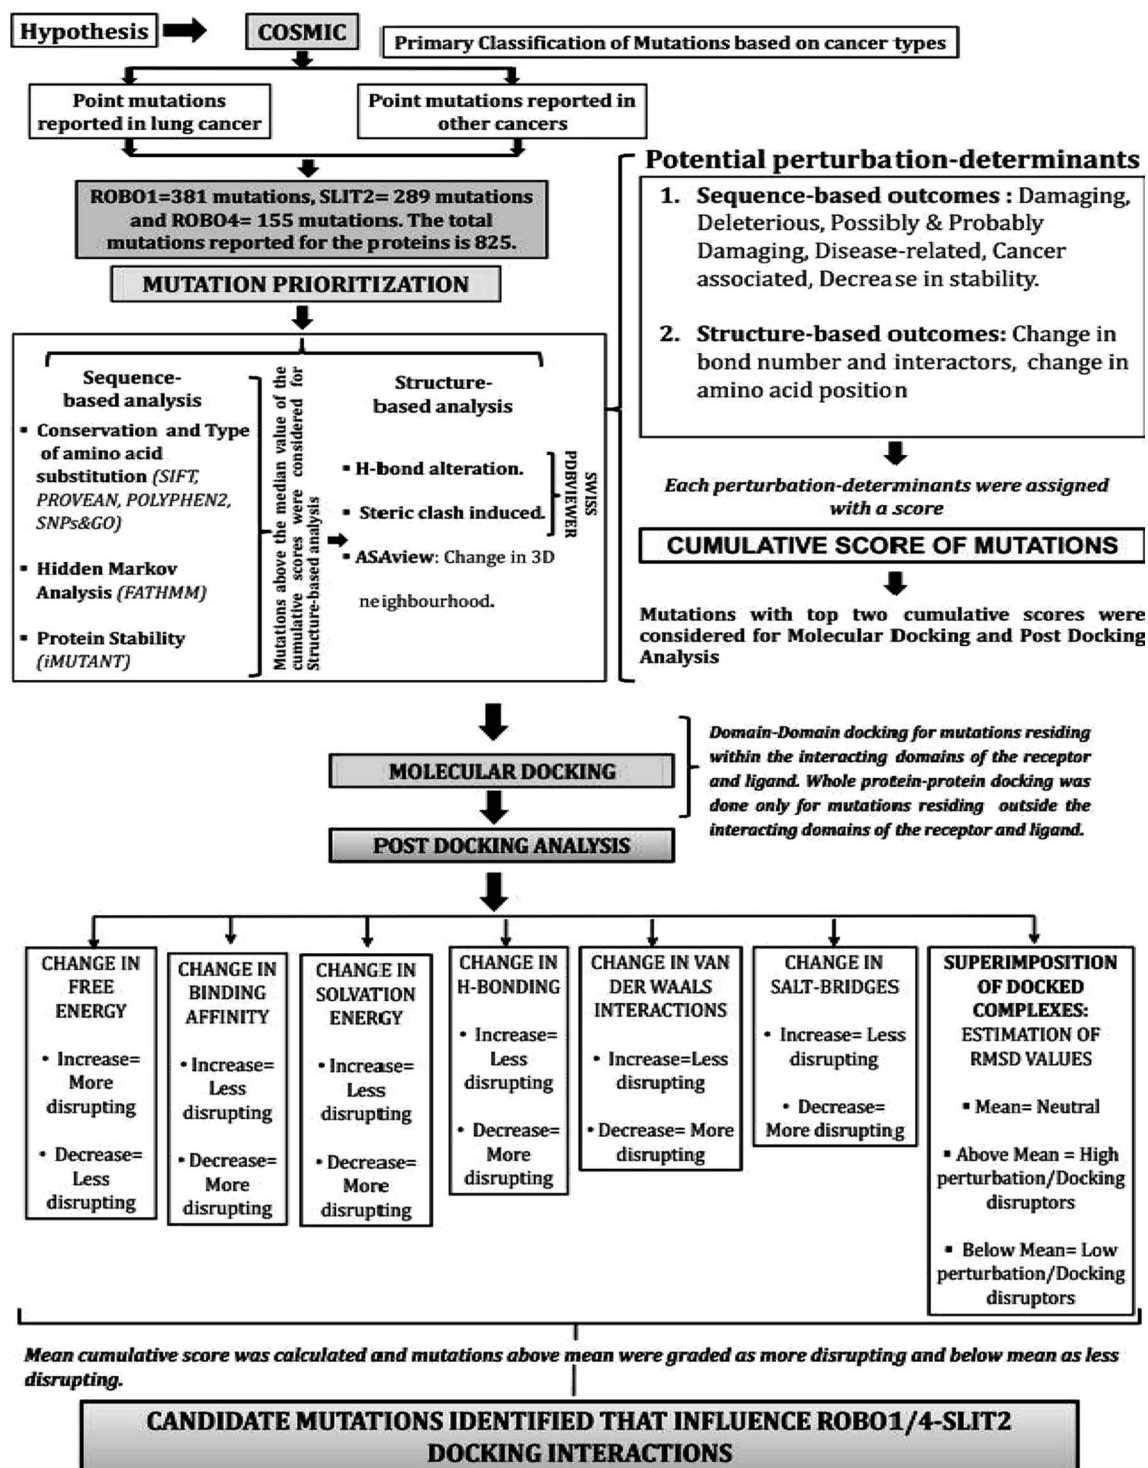 Hypothesis
COSMIC
Primary Classification of Mutations based on cancer types
Point mutations
reported in lung cancer
Point mutations reported in
other cancers
ROBO1=381 mutations, SLIT2= 289 mutations
and ROBO4= 155 mutations. The total
mutations reported for the proteins is 825.
MUTATION PRIORITIZATION
Sequence-
based analysis
▪ Conservation and Type
of amino acid
substitution (SIFT,
PROVEAN, POLYPHEN2,
SNPs&GO)
▪ Hidden Markov
Analysis (FATHMM)
▪ Protein Stability
(iMUTANT)
Mutations above the median value of the
cumulative scores were considered for
Structure-based analysis
Structure-
based analysis
▪ H-bond alteration.
▪ Steric clash induced.
▪ ASAview: Change in 3D
neighbourhood.
SWISS
PDBVIEWER
Potential perturbation-determinants
1. Sequence-based outcomes : Damaging,
Deleterious, Possibly & Probably
Damaging, Disease-related, Cancer
associated, Decrease in stability.
2. Structure-based outcomes: Change in
bond number and interactors, change in
amino acid position
Each perturbation-determinants were assigned
with a score
CUMULATIVE SCORE OF MUTATIONS
Mutations with top two cumulative scores were
considered for Molecular Docking and Post Docking
Analysis
MOLECULAR DOCKING
Domain-Domain docking for mutations residing
within the interacting domains of the receptor
and ligand. Whole protein-protein docking was
done only for mutations residing outside the
interacting domains of the receptor and ligand.
POST DOCKING ANALYSIS
CHANGE IN
FREE
ENERGY
• Increase=
More
disrupting
• Decrease=
Less
disrupting
CHANGE IN
BINDING
AFFINITY
• Increase=
Less
disrupting
• Decrease=
More
disrupting
CHANGE IN
SOLVATION
ENERGY
• Increase=
Less
disrupting
• Decrease=
More
disrupting
CHANGE IN
H-BONDING
• Increase=
Less
disrupting
• Decrease=
More
disrupting
CHANGE IN VAN
DER WAALS
INTERACTIONS
• Increase=Less
disrupting
• Decrease= More
disrupting
CHANGE IN
SALT-BRIDGES
• Increase= Less
disrupting
• Decrease=
More disrupting
SUPERIMPOSITION
OF DOCKED
COMPLEXES:
ESTIMATION OF
RMSD VALUES
▪ Mean= Neutral
▪ Above Mean = High
perturbation/Docking
disruptors
▪ Below Mean= Low
perturbation/Docking
disruptors
Mean cumulative score was calculated and mutations above mean were graded as more disrupting and below mean as less
disrupting.
CANDIDATE MUTATIONS IDENTIFIED THAT INFLUENCE ROBO1/4-SLIT2
DOCKING INTERACTIONS